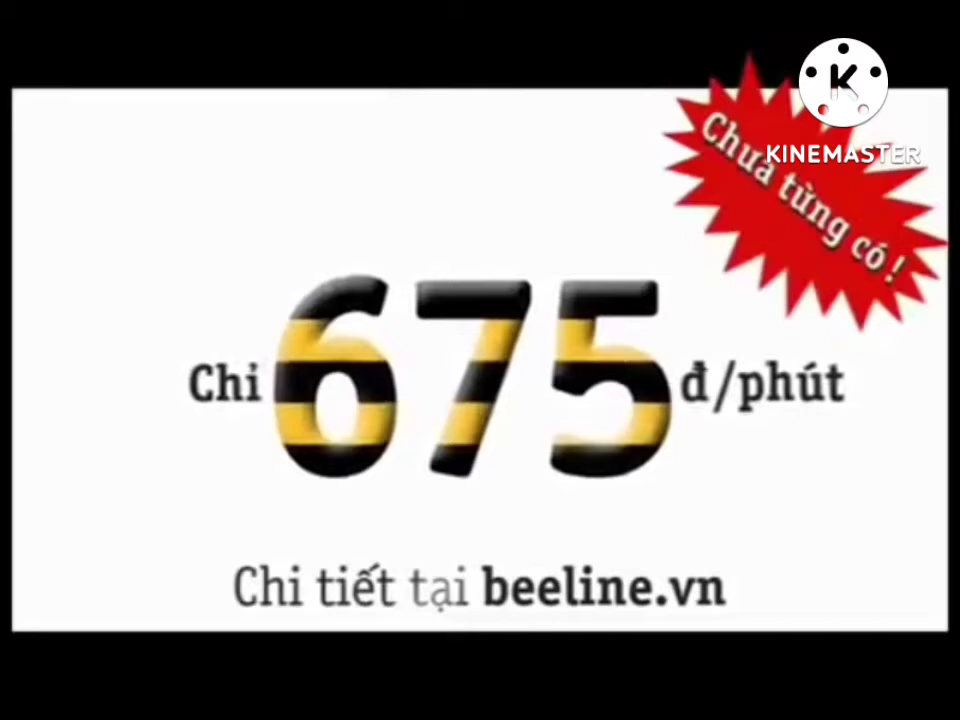 KINEMASTER
Chưa từng có !
Chỉ 675 đ/phút
Chi tiết tại beeline.vn